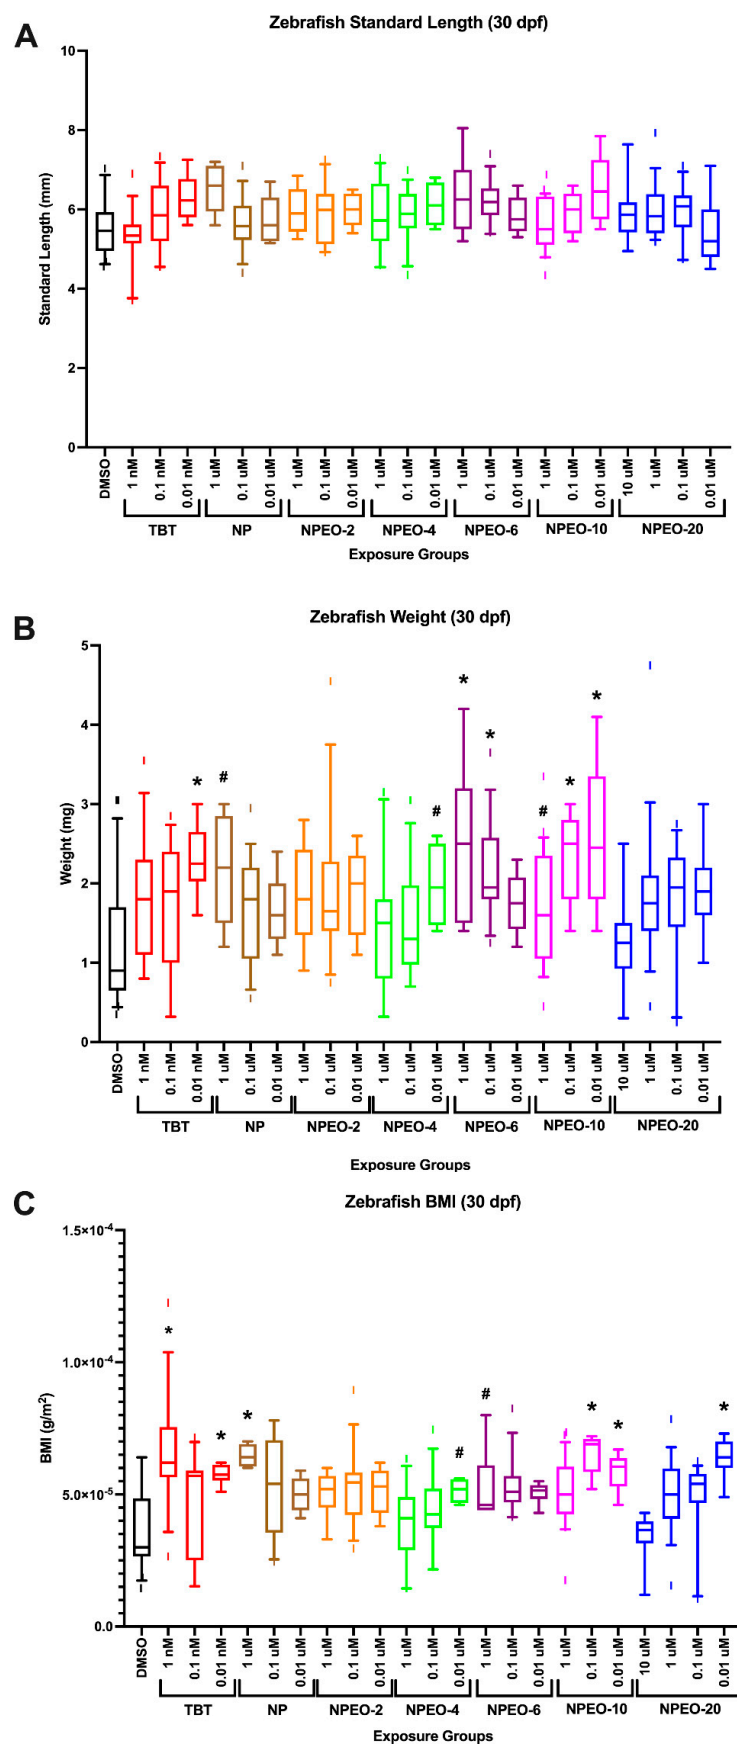 A
Zebrafish Standard Length (30 dpf)
Standard Length (mm)
10
8
6
4
2
0
DMSO
1 nM
0.1 nM
0.01 nM
1 uM
0.1 uM
0.01 uM
1 uM
0.1 uM
0.01 uM
1 uM
0.1 uM
0.01 uM
1 uM
0.1 uM
0.01 uM
1 uM
0.1 uM
0.01 uM
10 uM
1 uM
0.1 uM
0.01 uM
TBT NP NPEO-2 NPEO-4 NPEO-6 NPEO-10 NPEO-20
Exposure Groups
B
Zebrafish Weight (30 dpf)
Weight (mg)
5
4
3
2
1
0
* # # * * # * *
DMSO
1 nM
0.1 nM
0.01 nM
1 uM
0.1 uM
0.01 uM
1 uM
0.1 uM
0.01 uM
1 uM
0.1 uM
0.01 uM
1 uM
0.1 uM
0.01 uM
1 uM
0.1 uM
0.01 uM
10 uM
1 uM
0.1 uM
0.01 uM
TBT NP NPEO-2 NPEO-4 NPEO-6 NPEO-10 NPEO-20
Exposure Groups
C
Zebrafish BMI (30 dpf)
BMI (g/m²)
1.5×10⁻⁴
1.0×10⁻⁴
5.0×10⁻⁵
0.0
* * * # # * * *
DMSO
1 nM
0.1 nM
0.01 nM
1 uM
0.1 uM
0.01 uM
1 uM
0.1 uM
0.01 uM
1 uM
0.1 uM
0.01 uM
1 uM
0.1 uM
0.01 uM
1 uM
0.1 uM
0.01 uM
10 uM
1 uM
0.1 uM
0.01 uM
TBT NP NPEO-2 NPEO-4 NPEO-6 NPEO-10 NPEO-20
Exposure Groups